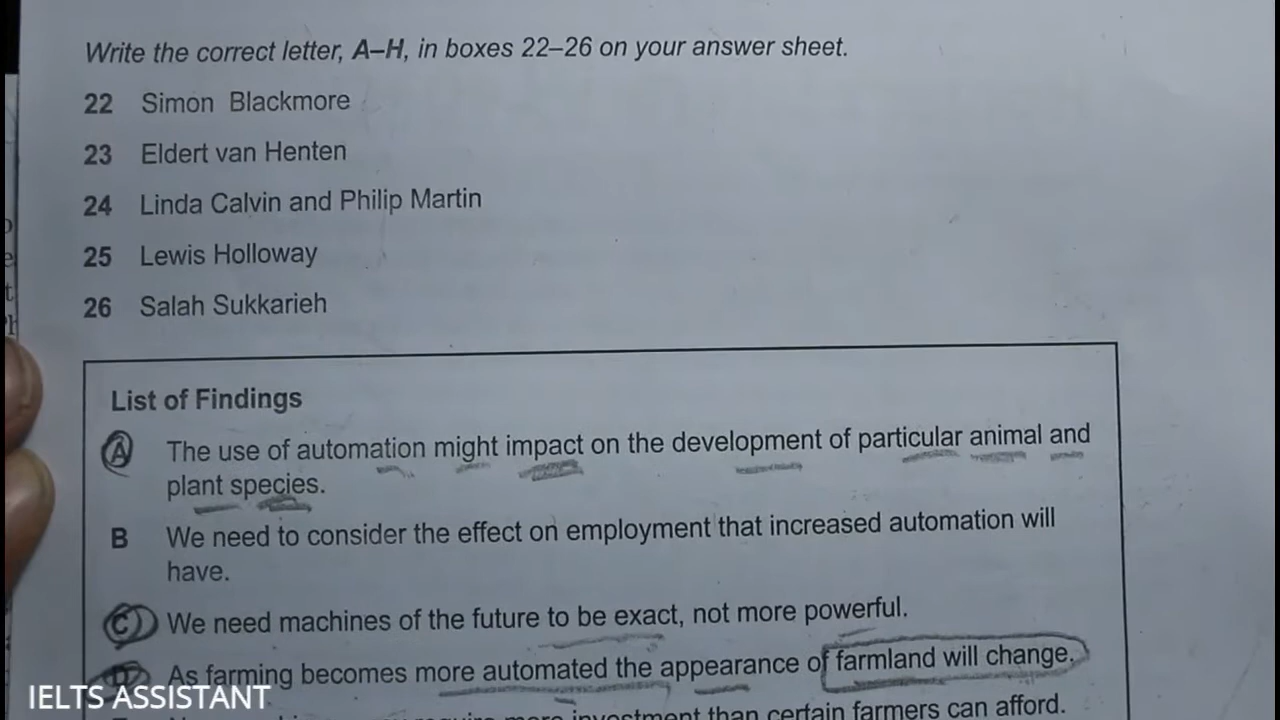 Write the correct letter, A–H, in boxes 22–26 on your answer sheet.
22 Simon Blackmore
23 Eldert van Henten
24 Linda Calvin and Philip Martin
25 Lewis Holloway
26 Salah Sukkarieh
List of Findings
A The use of automation might impact on the development of particular animal and
plant species.
B We need to consider the effect on employment that increased automation will
have.
C We need machines of the future to be exact, not more powerful.
D As farming becomes more automated the appearance of farmland will change.
more investment than certain farmers can afford.
IELTS ASSISTANT